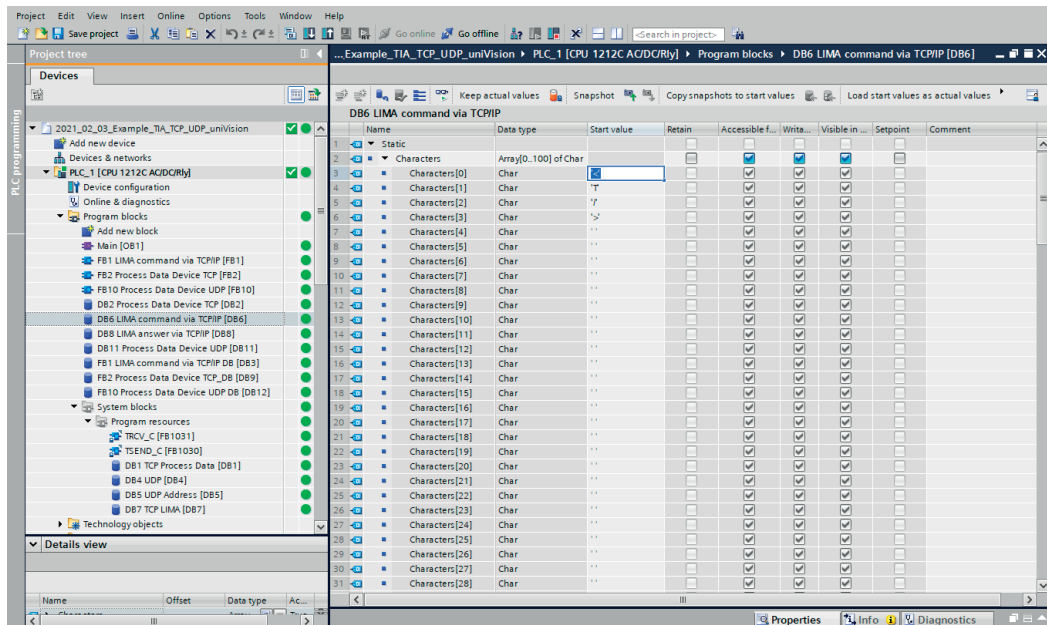 Project Edit View Insert Online Options Tools Window Help
Save project Go online Go offline <Search in project>
Project tree
...Example_TIA_TCP_UDP_uniVision ▸ PLC_1 [CPU 1212C AC/DC/Rly] ▸ Program blocks ▸ DB6 LIMA command via TCP/IP [DB6]
Devices
Keep actual values Snapshot Copy snapshots to start values Load start values as actual values
PLC programming
DB6 LIMA command via TCP/IP
Name Data type Start value Retain Accessible f... Writa... Visible in ... Setpoint Comment
1 Static
2 Characters Array[0..100] of Char
3 Characters[0] Char '<'
4 Characters[1] Char 'T'
5 Characters[2] Char '/'
6 Characters[3] Char '>'
7 Characters[4] Char ' '
8 Characters[5] Char ' '
9 Characters[6] Char ' '
10 Characters[7] Char ' '
11 Characters[8] Char ' '
12 Characters[9] Char ' '
13 Characters[10] Char ' '
14 Characters[11] Char ' '
15 Characters[12] Char ' '
16 Characters[13] Char ' '
17 Characters[14] Char ' '
18 Characters[15] Char ' '
19 Characters[16] Char ' '
20 Characters[17] Char ' '
21 Characters[18] Char ' '
22 Characters[19] Char ' '
23 Characters[20] Char ' '
24 Characters[21] Char ' '
25 Characters[22] Char ' '
26 Characters[23] Char ' '
27 Characters[24] Char ' '
28 Characters[25] Char ' '
29 Characters[26] Char ' '
30 Characters[27] Char ' '
31 Characters[28] Char ' '
2021_02_03_Example_TIA_TCP_UDP_uniVision
Add new device
Devices & networks
PLC_1 [CPU 1212C AC/DC/Rly]
Device configuration
Online & diagnostics
Program blocks
Add new block
Main [OB1]
FB1 LIMA command via TCP/IP [FB1]
FB2 Process Data Device TCP [FB2]
FB10 Process Data Device UDP [FB10]
DB2 Process Data Device TCP [DB2]
DB6 LIMA command via TCP/IP [DB6]
DB8 LIMA answer via TCP/IP [DB8]
DB11 Process Data Device UDP [DB11]
FB1 LIMA command via TCP/IP DB [DB3]
FB2 Process Data Device TCP_DB [DB9]
FB10 Process Data Device UDP DB [DB12]
System blocks
Program resources
TRCV_C [FB1031]
TSEND_C [FB1030]
DB1 TCP Process Data [DB1]
DB4 UDP [DB4]
DB5 UDP Address [DB5]
DB7 TCP LIMA [DB7]
Technology objects
Details view
Name Offset Data type Ac...
Properties Info Diagnostics